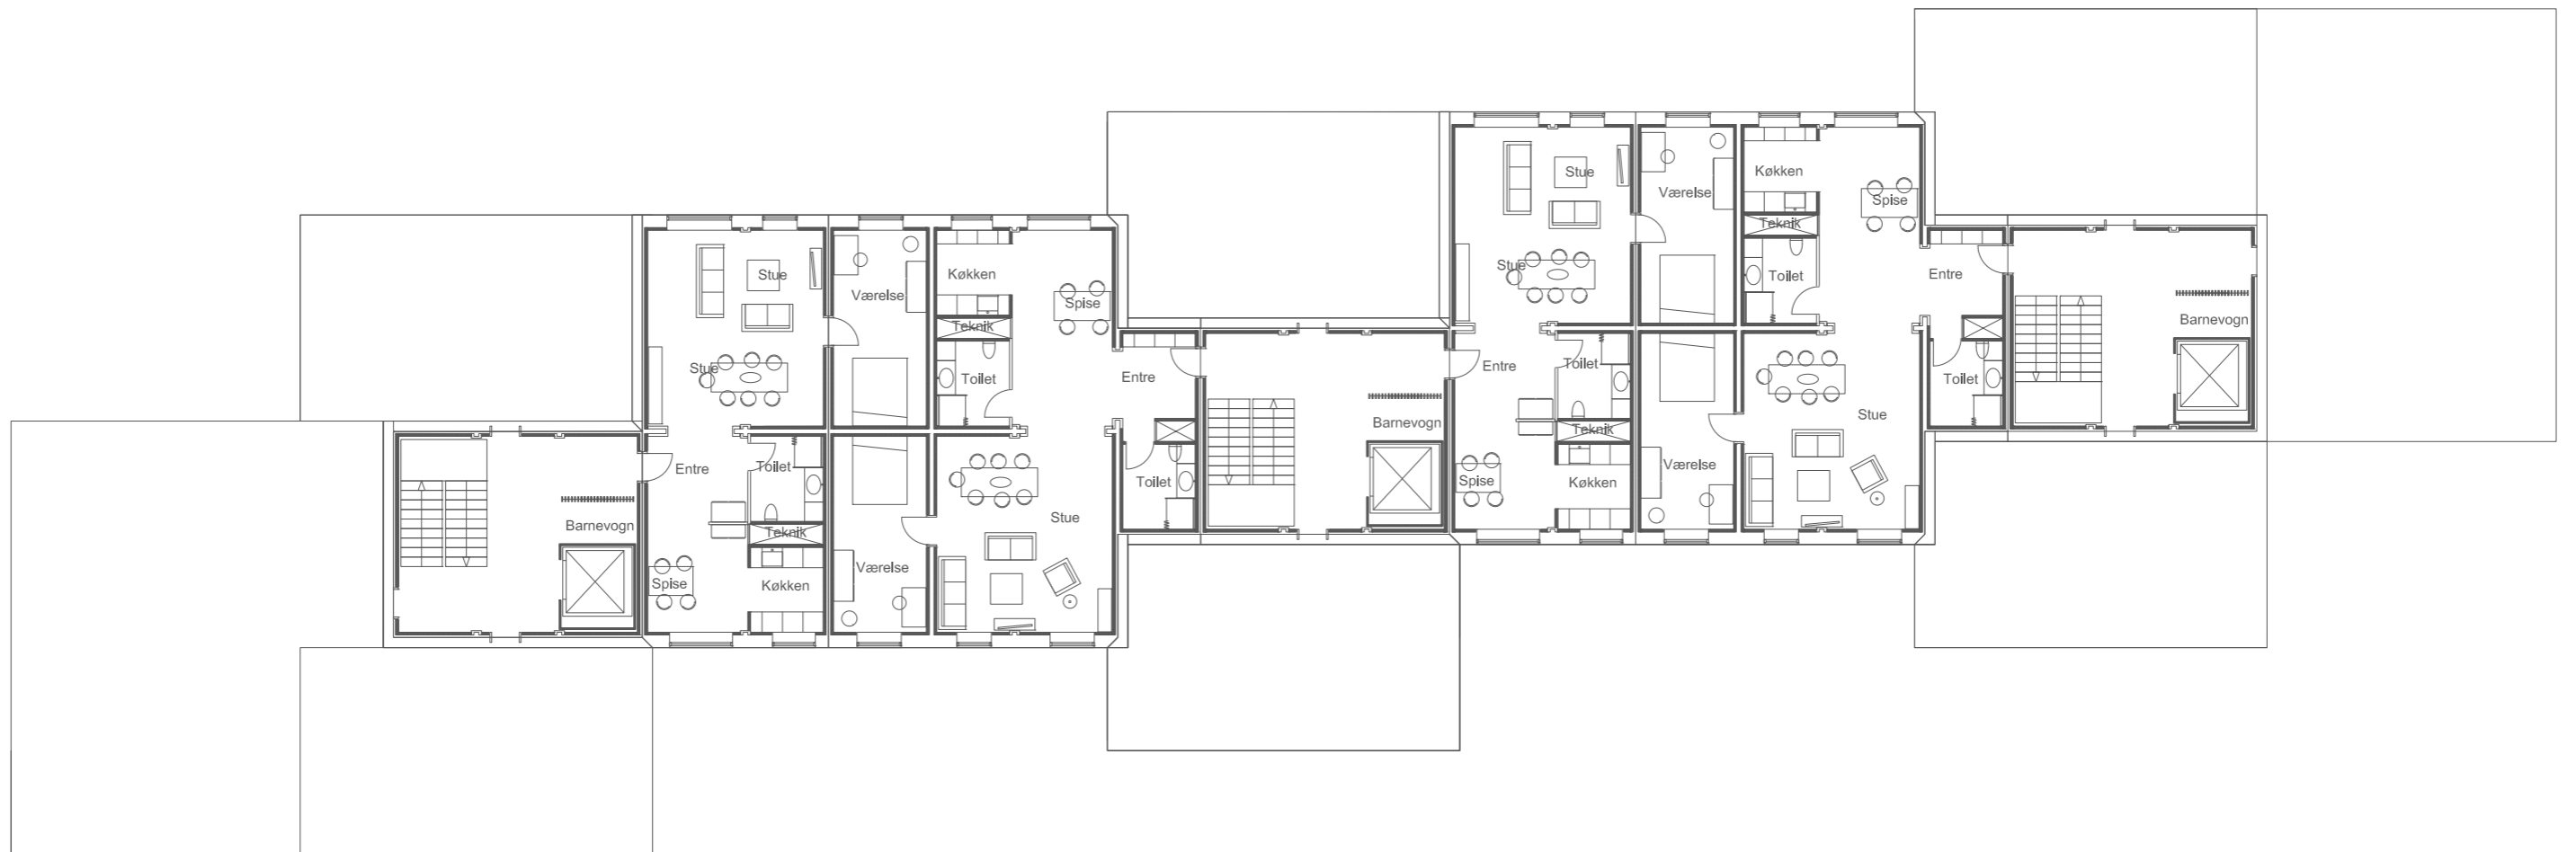 Stue
Værelse
Køkken
Spise
Teknik
Stue
Toilet
Entre
Entre
Toilet
Barnevogn
Teknik
Spise
Køkken
Værelse
Stue
Toilet
Barnevogn
Stue
Værelse
Køkken
Spise
Teknik
Stue
Toilet
Entre
Entre
Toilet
Barnevogn
Teknik
Værelse
Stue
Toilet
Spise
Køkken